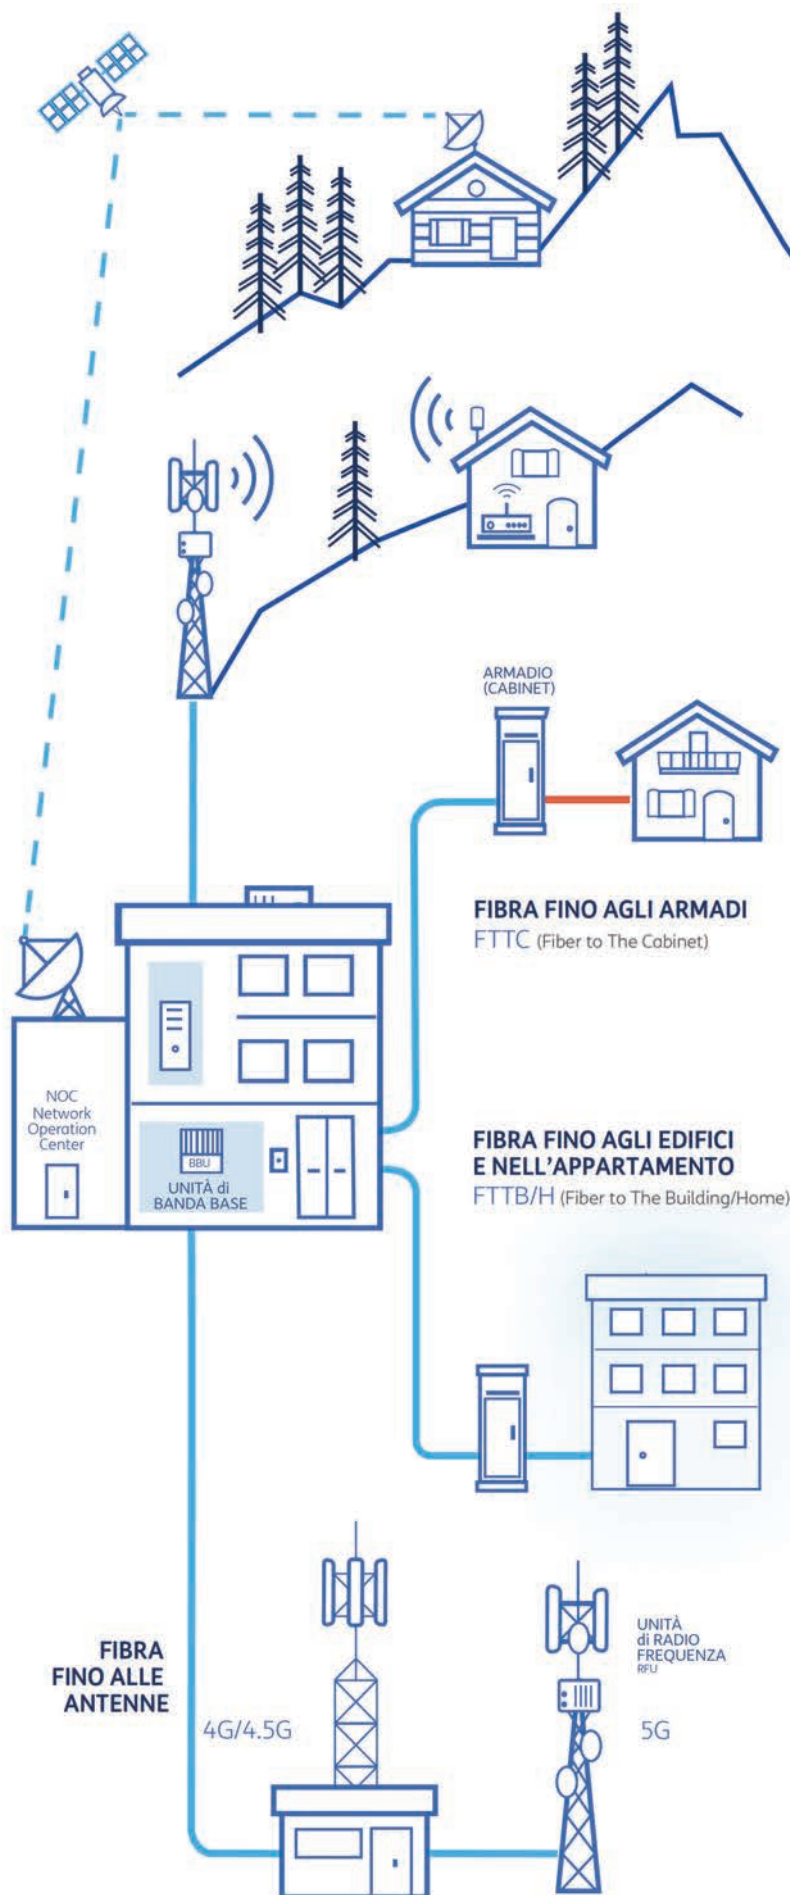 ARMADIO
(CABINET)
FIBRA FINO AGLI ARMADI
FTTC (Fiber to The Cabinet)
NOC
Network
Operation
Center
BBU
UNITÀ di
BANDA BASE
FIBRA FINO AGLI EDIFICI
E NELL'APPARTAMENTO
FTTB/H (Fiber to The Building/Home)
FIBRA
FINO ALLE
ANTENNE
4G/4.5G
UNITÀ
di RADIO
FREQUENZA
RFU
5G